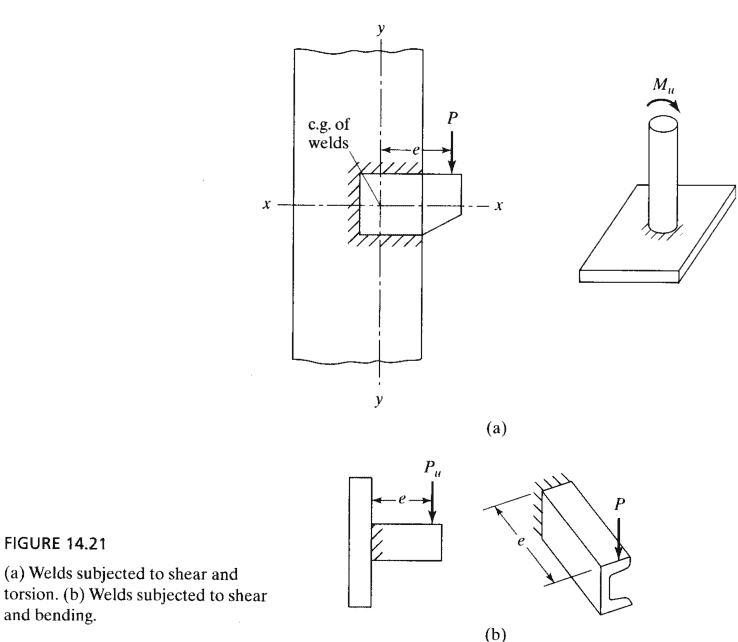 y
c.g. of
welds
e
P
x
x
y
M_u
(a)
P_u
e
P
e
(b)
FIGURE 14.21
(a) Welds subjected to shear and
torsion. (b) Welds subjected to shear
and bending.